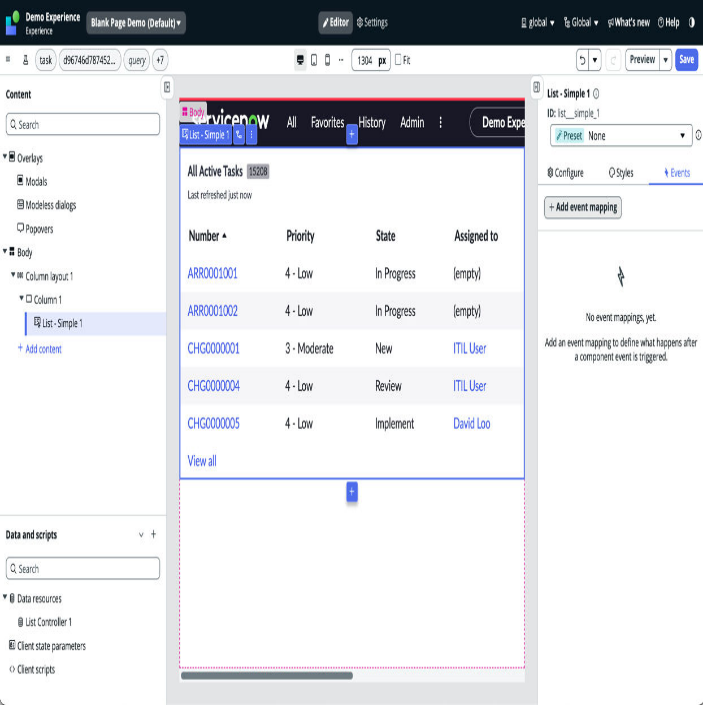 Demo Experience
Experience
Blank Page Demo (Default) ▾
Editor
Settings
global ▾
Global ▾
What's new
Help
task
d96746d787452...
query
+7
1304 px
Fit
Preview
Save
Content
Search
Overlays
Modals
Modeless dialogs
Popovers
Body
Column layout 1
Column 1
List - Simple 1
+ Add content
Data and scripts
Search
Data resources
List Controller 1
Client state parameters
Client scripts
Body
servicenow
All
Favorites
History
Admin
Demo Expe
List - Simple 1
All Active Tasks 15208
Last refreshed just now
Number Priority State Assigned to
ARR0001001 4 - Low In Progress (empty)
ARR0001002 4 - Low In Progress (empty)
CHG0000001 3 - Moderate New ITIL User
CHG0000004 4 - Low Review ITIL User
CHG0000005 4 - Low Implement David Loo
View all
List - Simple 1
ID: list__simple_1
Preset None
Configure
Styles
Events
+ Add event mapping
No event mappings, yet.
Add an event mapping to define what happens after
a component event is triggered.